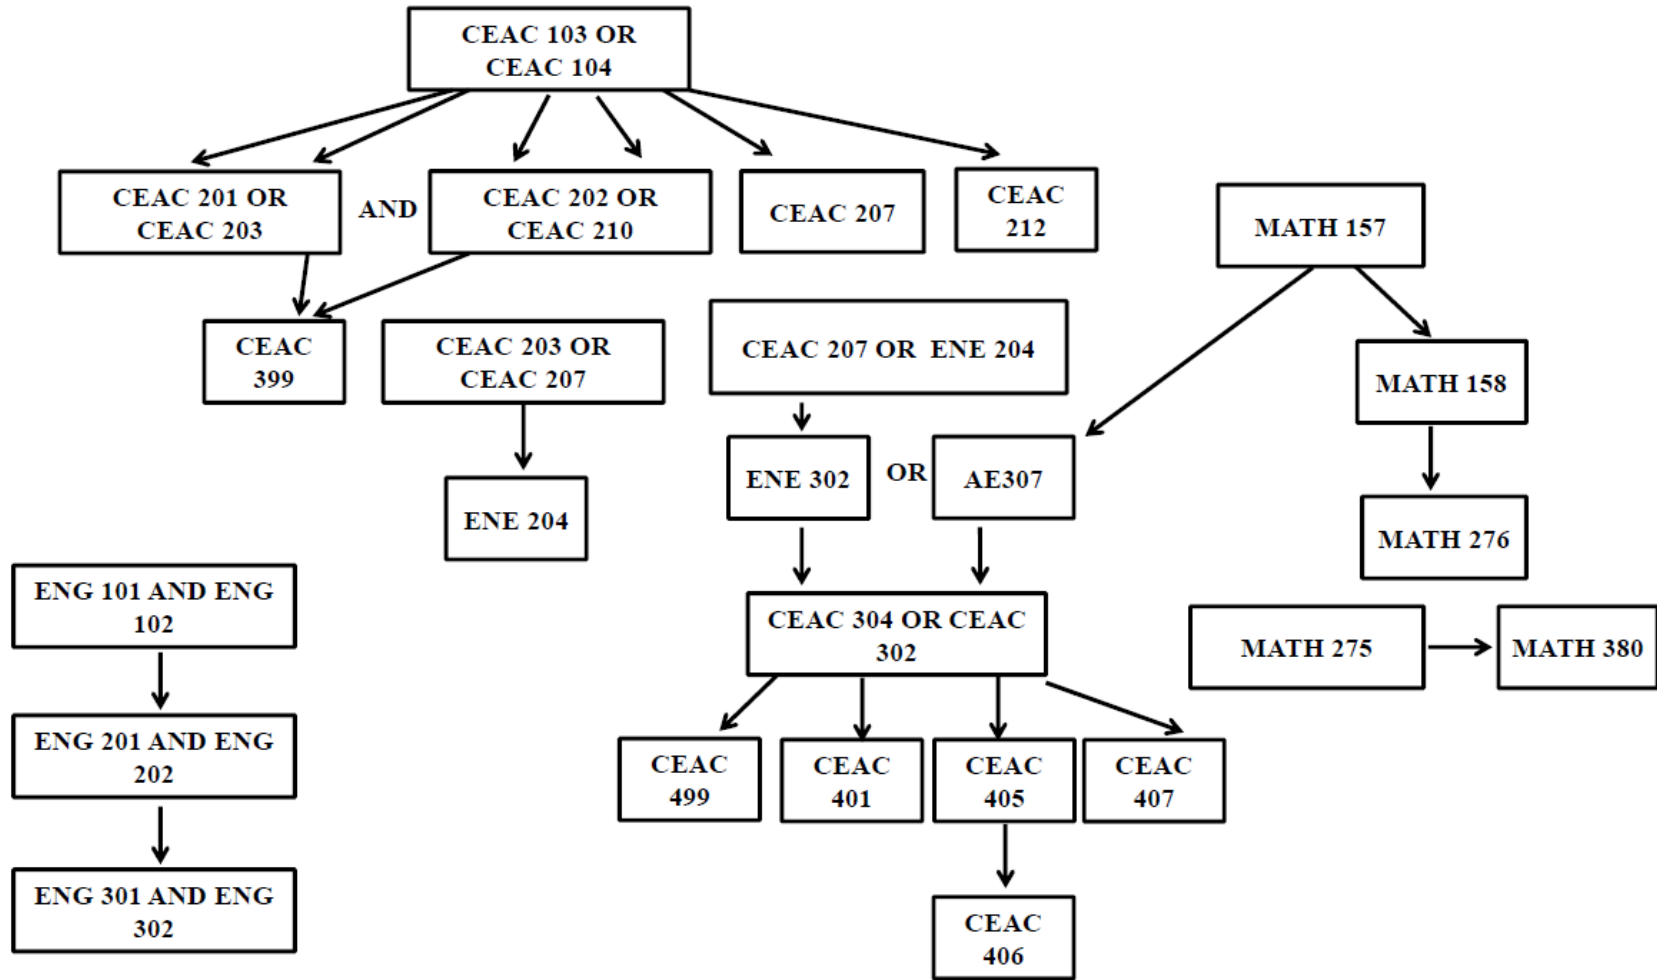 CEAC 103 OR
CEAC 104
CEAC 201 OR
CEAC 203
AND
CEAC 202 OR
CEAC 210
CEAC 207
CEAC
212
MATH 157
CEAC
399
CEAC 203 OR
CEAC 207
CEAC 207 OR ENE 204
MATH 158
ENE 302
OR
AE307
ENE 204
MATH 276
ENG 101 AND ENG
102
CEAC 304 OR CEAC
302
MATH 275
MATH 380
ENG 201 AND ENG
202
CEAC
499
CEAC
401
CEAC
405
CEAC
407
ENG 301 AND ENG
302
CEAC
406